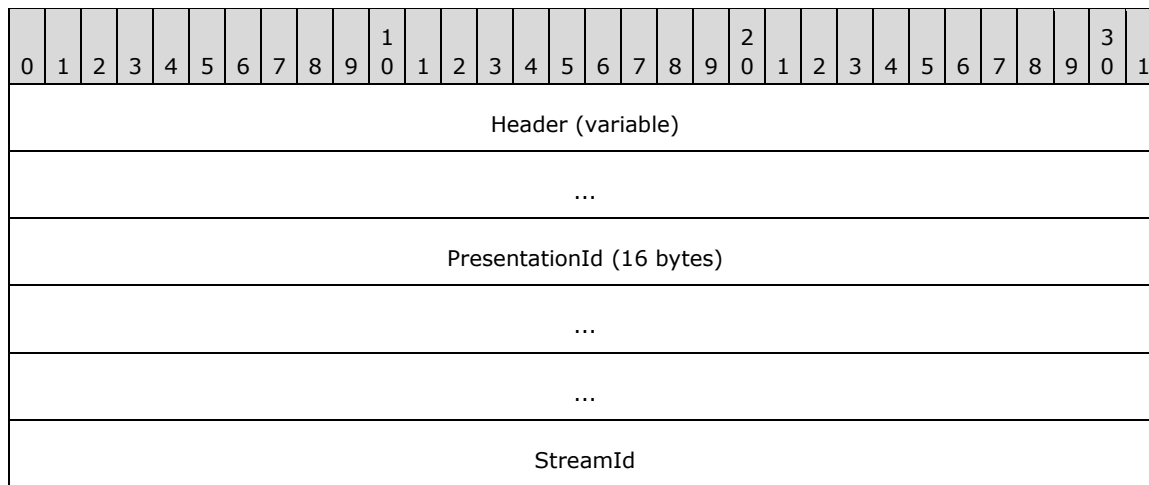 1 2 3
0 1 2 3 4 5 6 7 8 9 0 1 2 3 4 5 6 7 8 9 0 1 2 3 4 5 6 7 8 9 0 1
Header (variable)
...
PresentationId (16 bytes)
...
...
StreamId